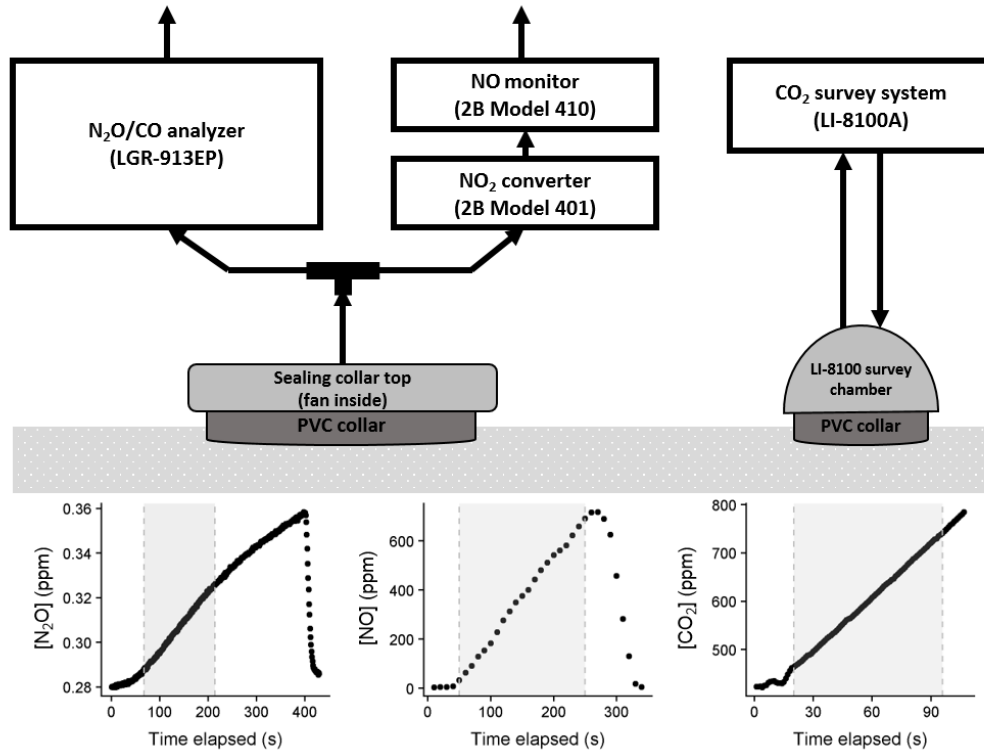 N₂O/CO analyzer
(LGR-913EP)
NO monitor
(2B Model 410)
NO₂ converter
(2B Model 401)
CO₂ survey system
(LI-8100A)
Sealing collar top
(fan inside)
PVC collar
LI-8100 survey
chamber
PVC collar
[N₂O] (ppm)
0.36
0.34
0.32
0.30
0.28
0 100 200 300 400
Time elapsed (s)
[NO] (ppm)
600
400
200
0
0 100 200 300
Time elapsed (s)
[CO₂] (ppm)
800
700
600
500
0 30 60 90
Time elapsed (s)